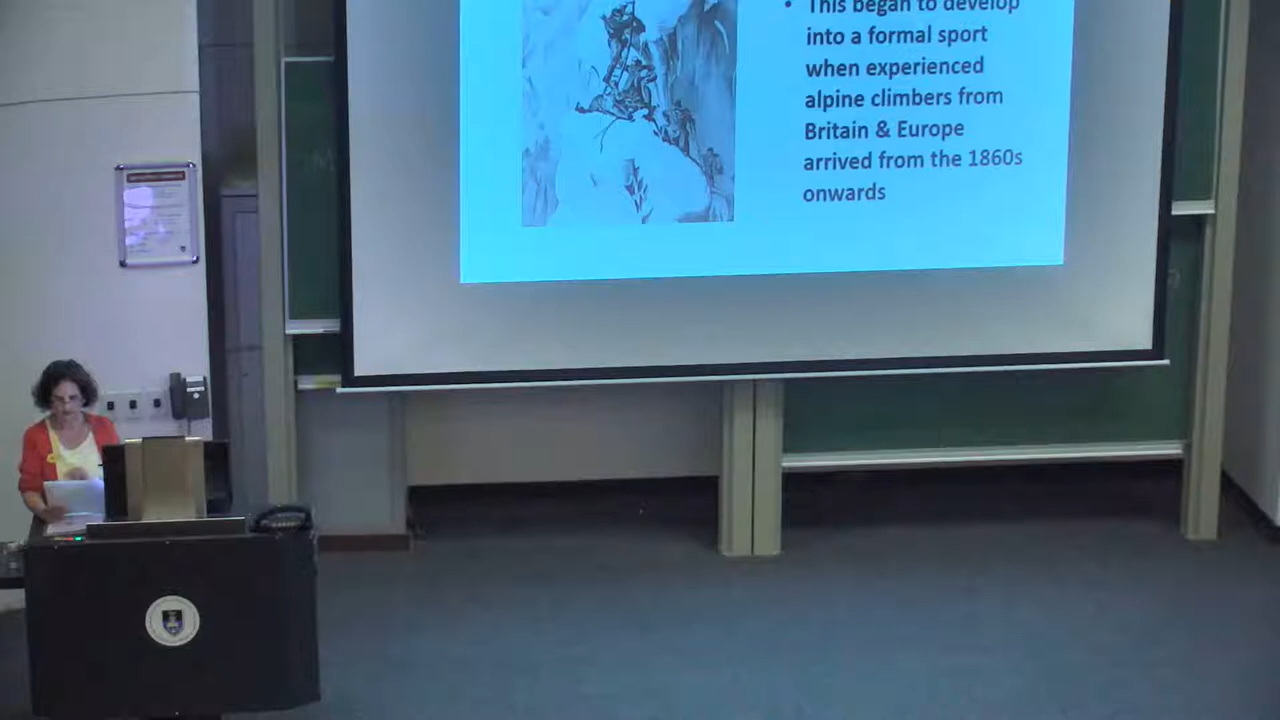 • This began to develop
into a formal sport
when experienced
alpine climbers from
Britain & Europe
arrived from the 1860s
onwards